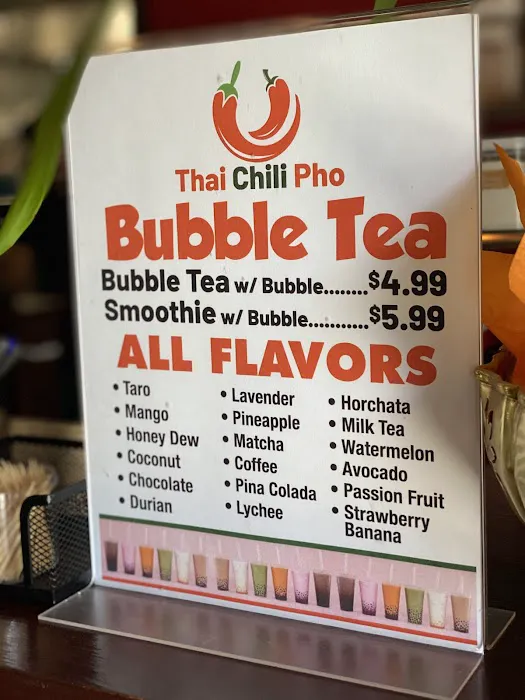 Thai Chili Pho
Bubble Tea
Bubble Tea w/ Bubble........$4.99
Smoothie w/ Bubble...........$5.99
ALL FLAVORS
• Taro
• Mango
• Honey Dew
• Coconut
• Chocolate
• Durian
• Lavender
• Pineapple
• Matcha
• Coffee
• Pina Colada
• Lychee
• Horchata
• Milk Tea
• Watermelon
• Avocado
• Passion Fruit
• Strawberry
Banana